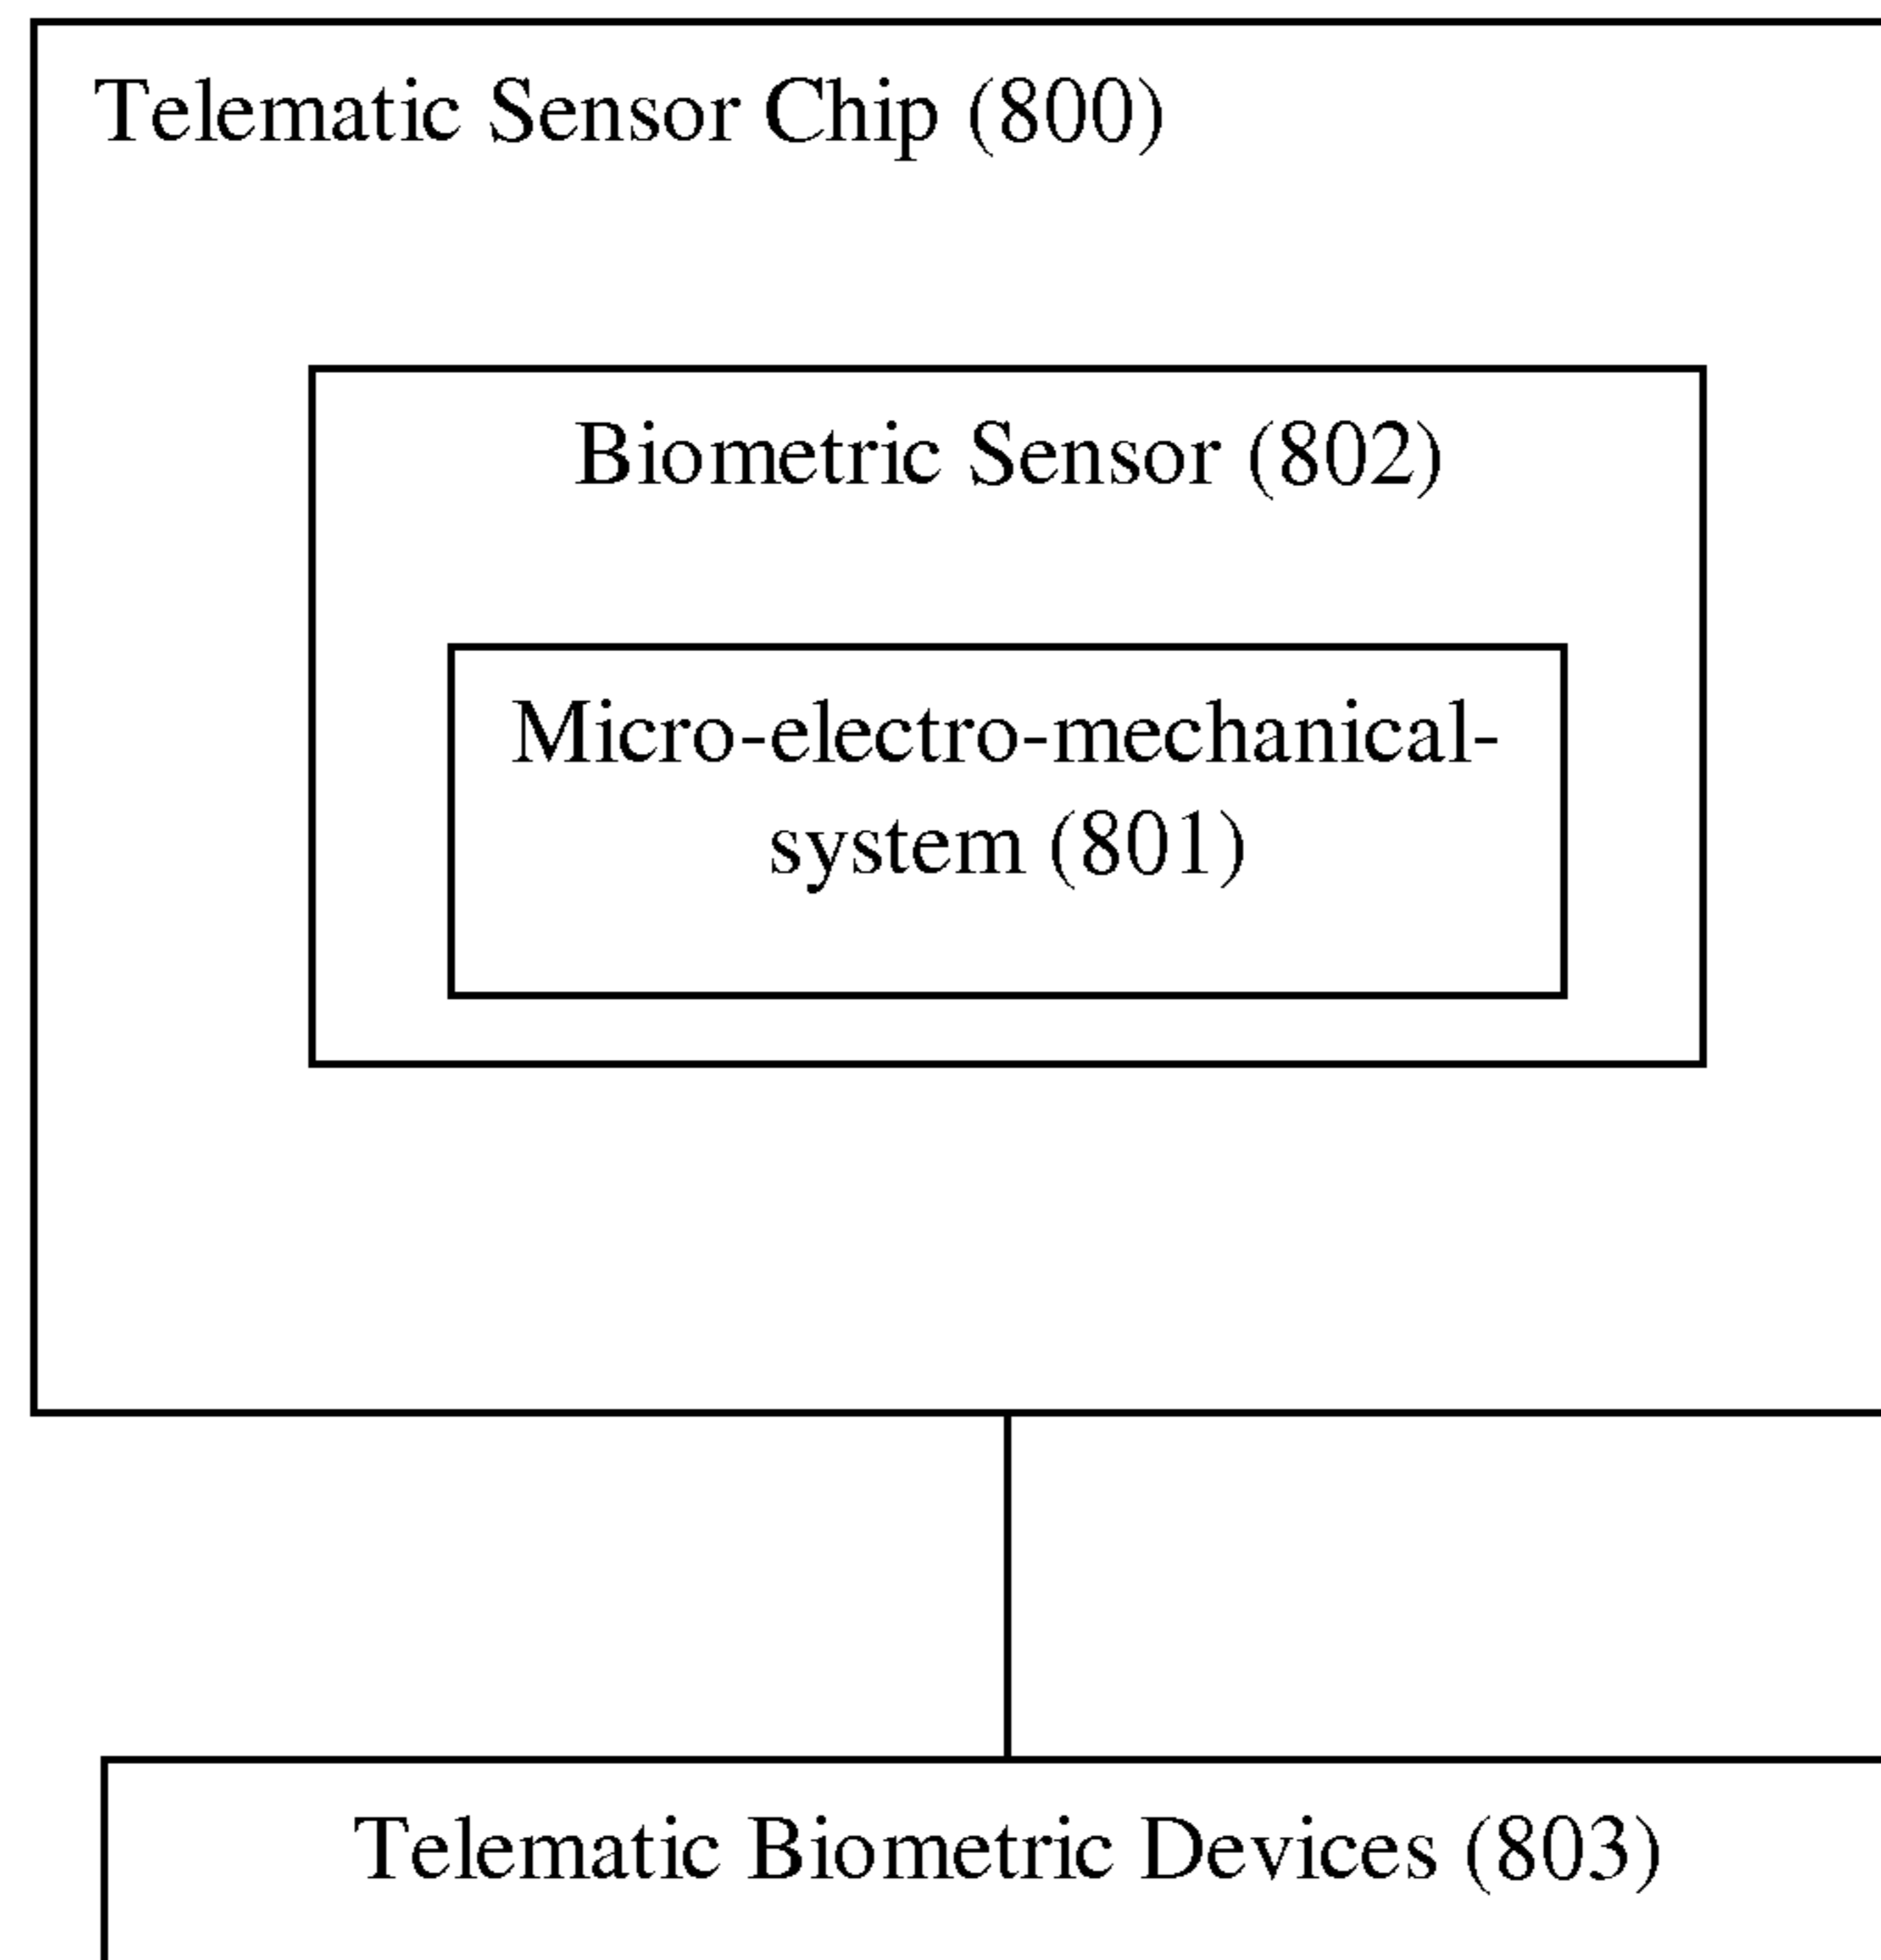 Telematic Sensor Chip (800)
Biometric Sensor (802)
Micro-electro-mechanical-
system (801)
Telematic Biometric Devices (803)